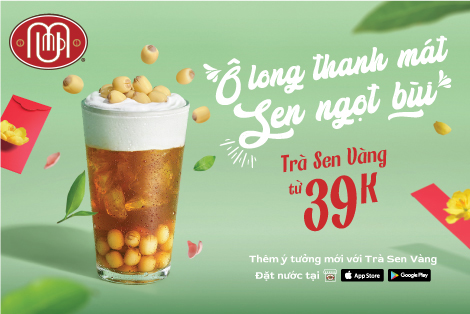 Ô long thanh mát
Sen ngọt bùi
Trà Sen Vàng
từ
39K
Thêm ý tưởng mới với Trà Sen Vàng
Đặt nước tại App Store Google Play